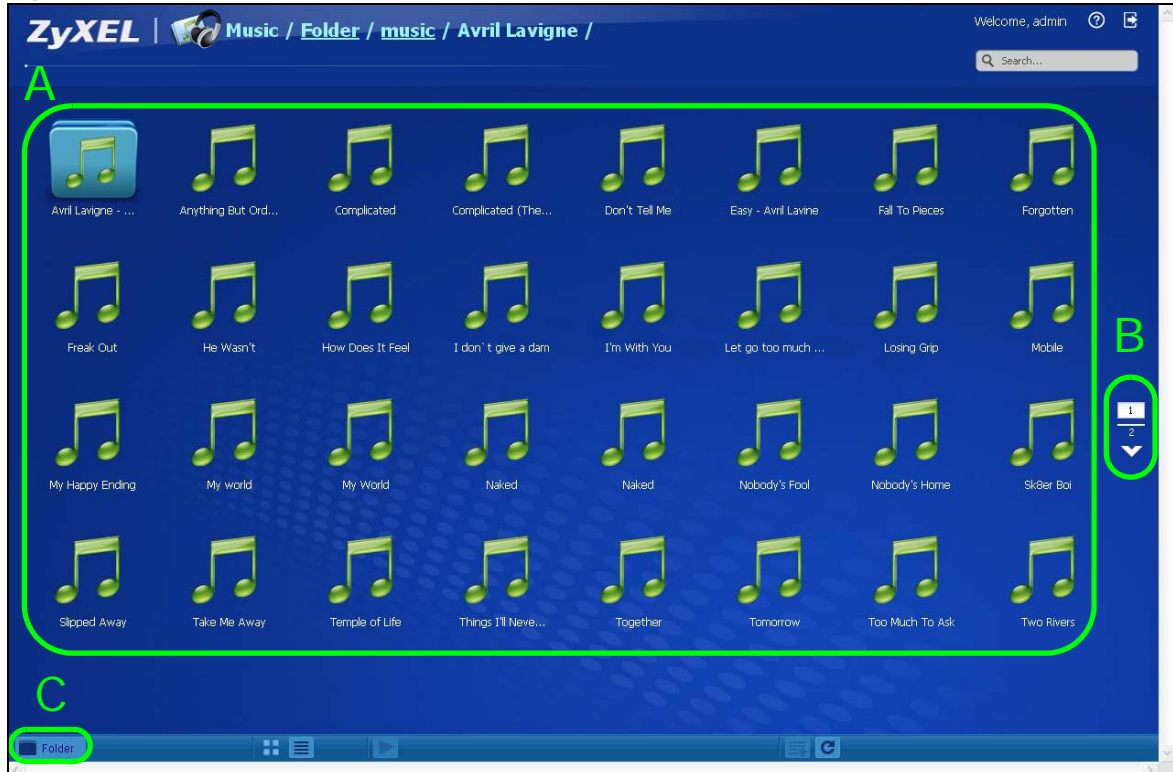 ZyXEL | Music / Folder / music / Avril Lavigne /
Welcome, admin
Search...
A
Avril Lavigne - ... Anything But Ord... Complicated Complicated (The... Don't Tell Me Easy - Avril Lavine Fall To Pieces Forgotten
Freak Out He Wasn't How Does It Feel I don`t give a dam I'm With You Let go too much ... Losing Grip Mobile
B
1
2
My Happy Ending My world My World Naked Naked Nobody's Fool Nobody's Home Sk8er Boi
Slipped Away Take Me Away Temple of Life Things I'll Neve... Together Tomorrow Too Much To Ask Two Rivers
C
Folder